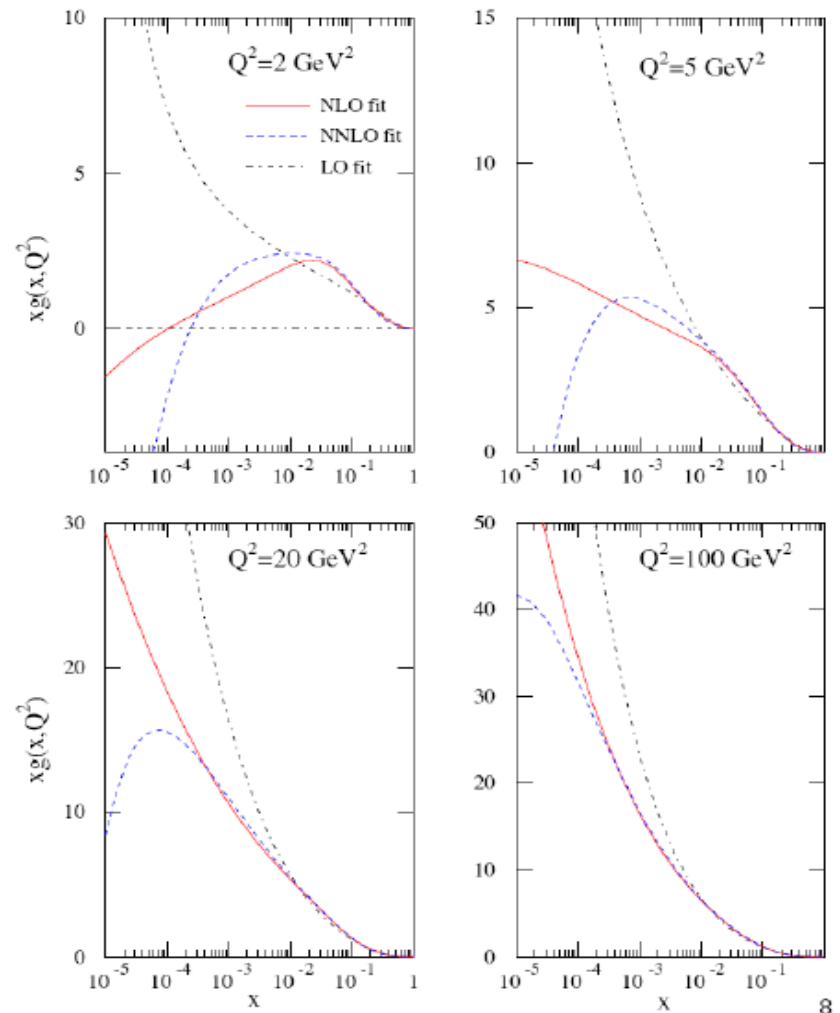 Q²=2 GeV²
NLO fit
NNLO fit
LO fit
xg(x,Q²)
10
5
0
10⁻⁵ 10⁻⁴ 10⁻³ 10⁻² 10⁻¹ 1
Q²=5 GeV²
15
10
5
0
10⁻⁵ 10⁻⁴ 10⁻³ 10⁻² 10⁻¹
Q²=20 GeV²
xg(x,Q²)
30
20
10
0
10⁻⁵ 10⁻⁴ 10⁻³ 10⁻² 10⁻¹ 1
x
Q²=100 GeV²
50
40
30
20
10
0
10⁻⁵ 10⁻⁴ 10⁻³ 10⁻² 10⁻¹ 1
x
8